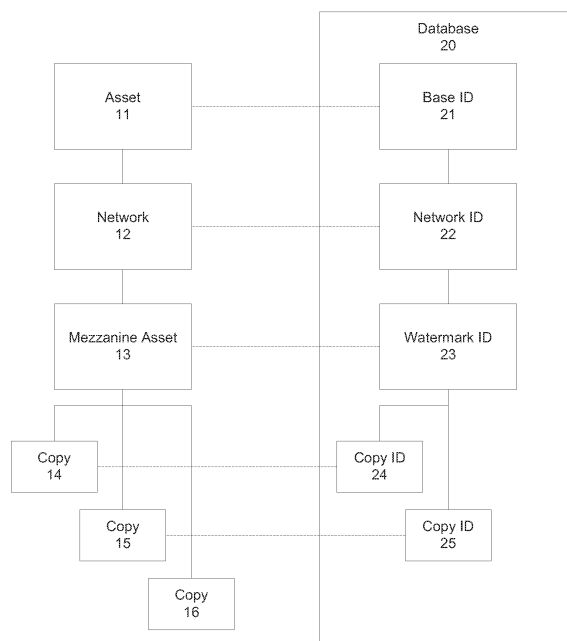 Database
20
Asset
11
Base ID
21
Network
12
Network ID
22
Mezzanine Asset
13
Watermark ID
23
Copy
14
Copy ID
24
Copy
15
Copy ID
25
Copy
16